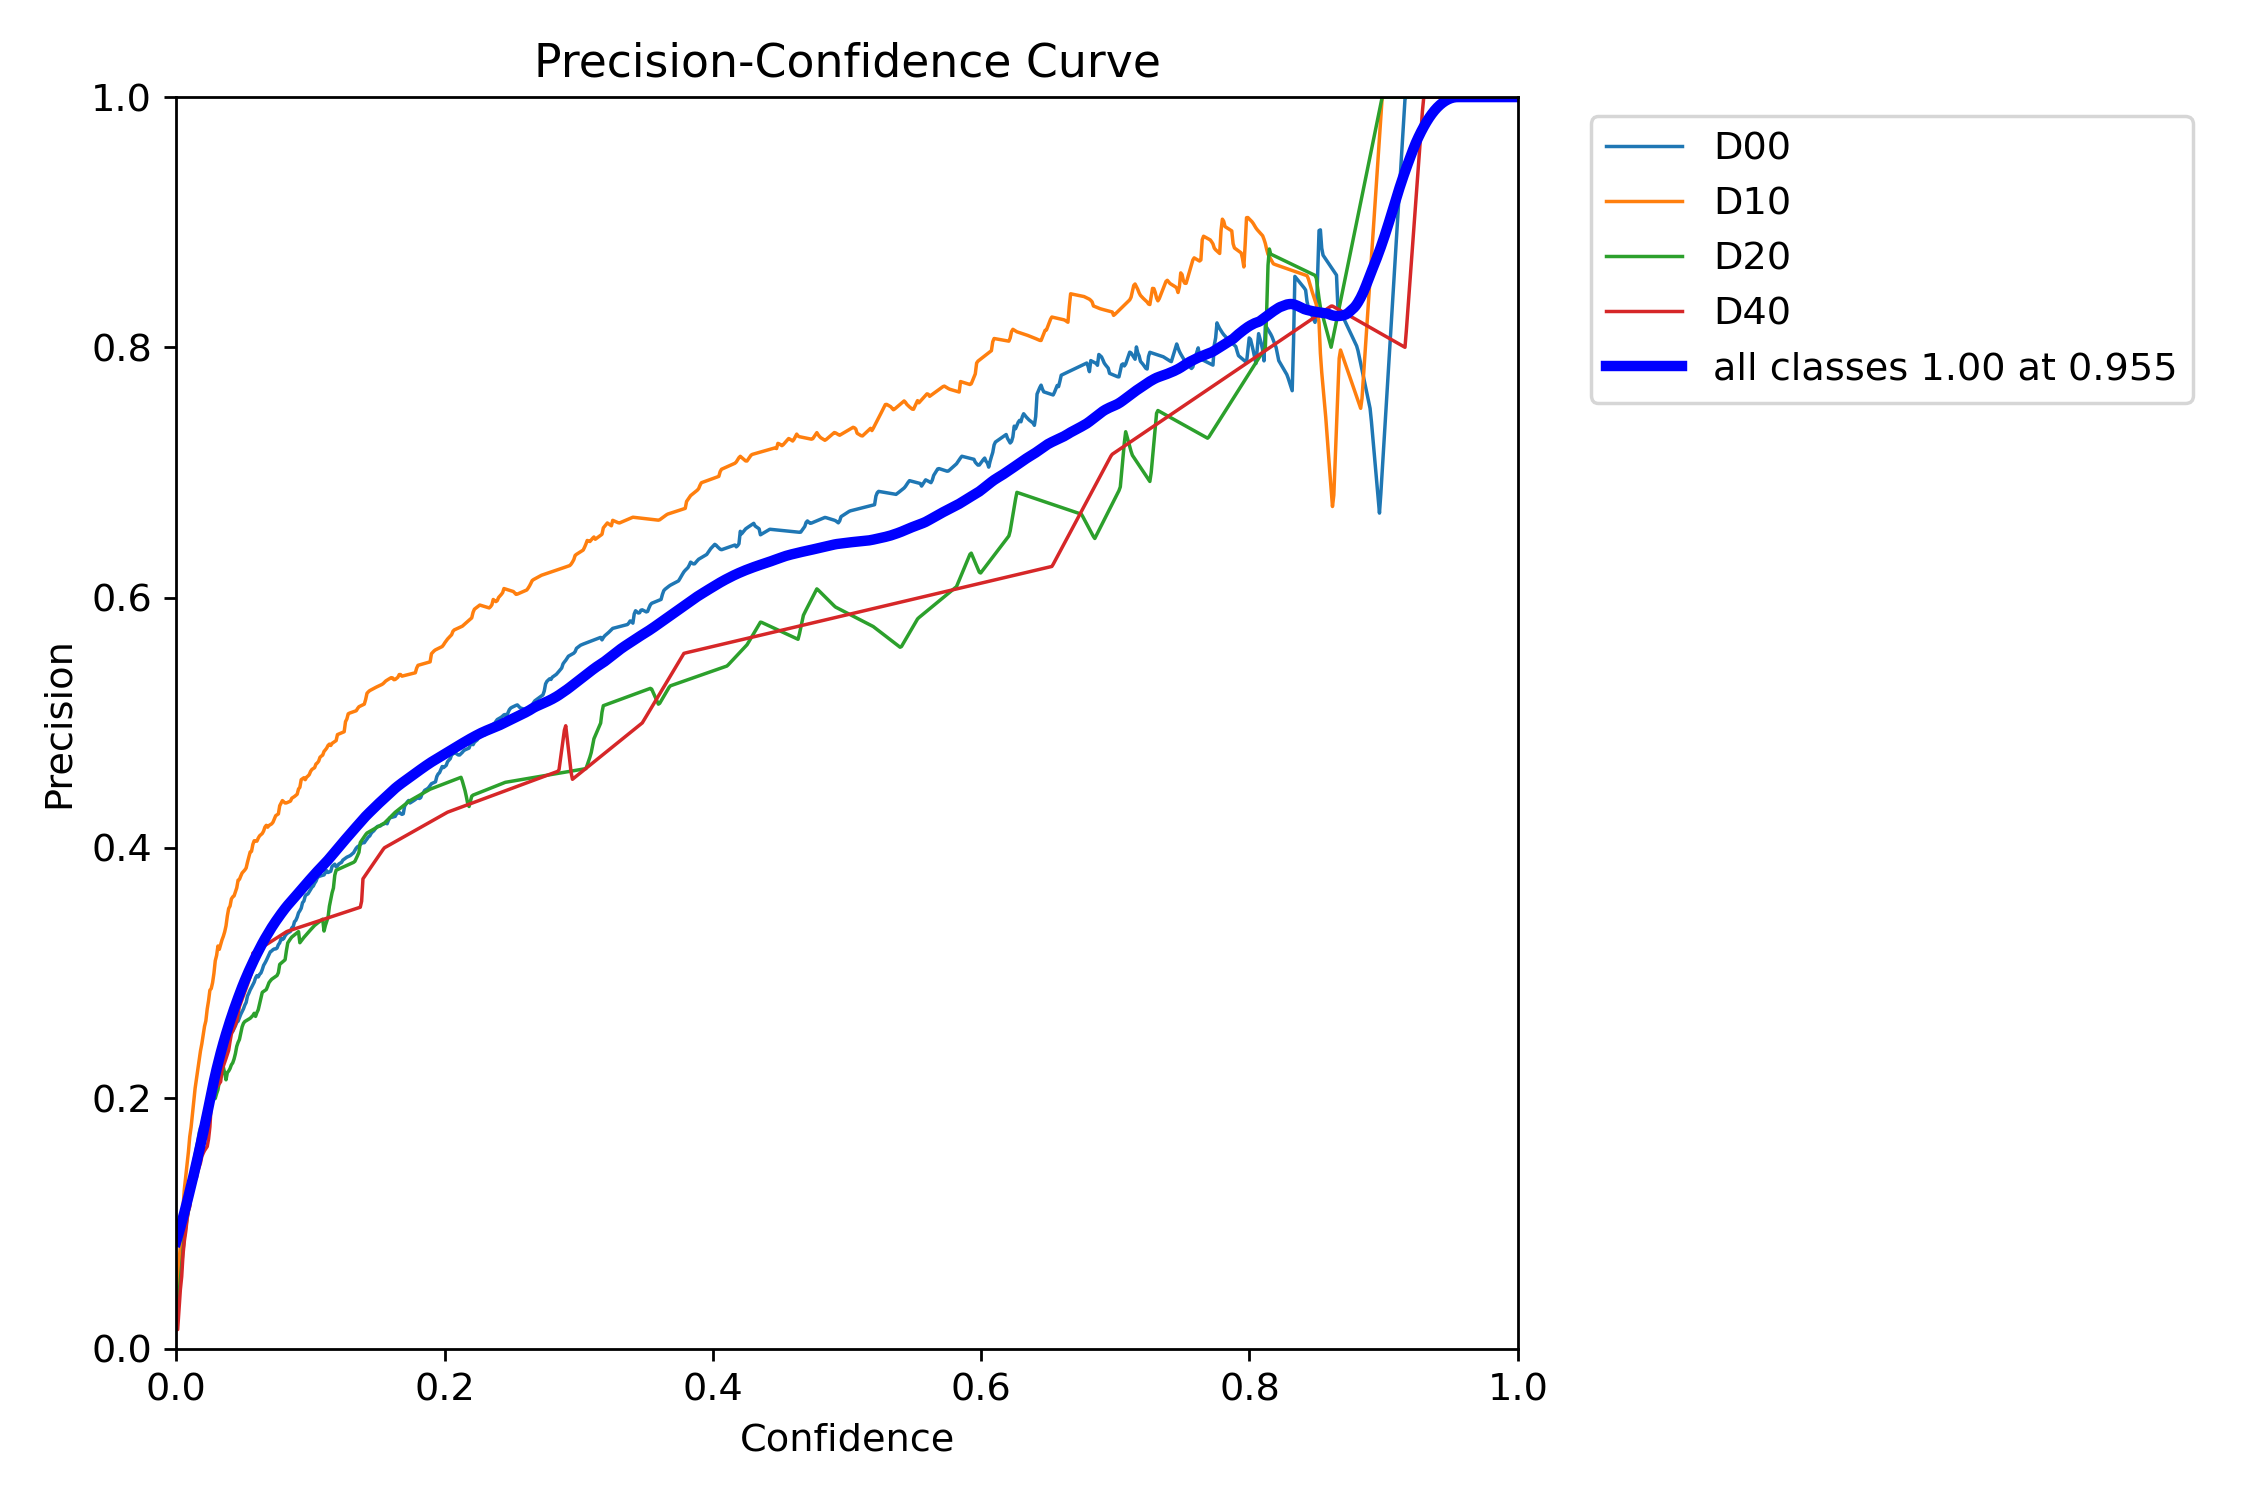 Precision-Confidence Curve
1.0
0.8
0.6
0.4
0.2
0.0
Precision
0.0 0.2 0.4 0.6 0.8 1.0
Confidence
D00
D10
D20
D40
all classes 1.00 at 0.955